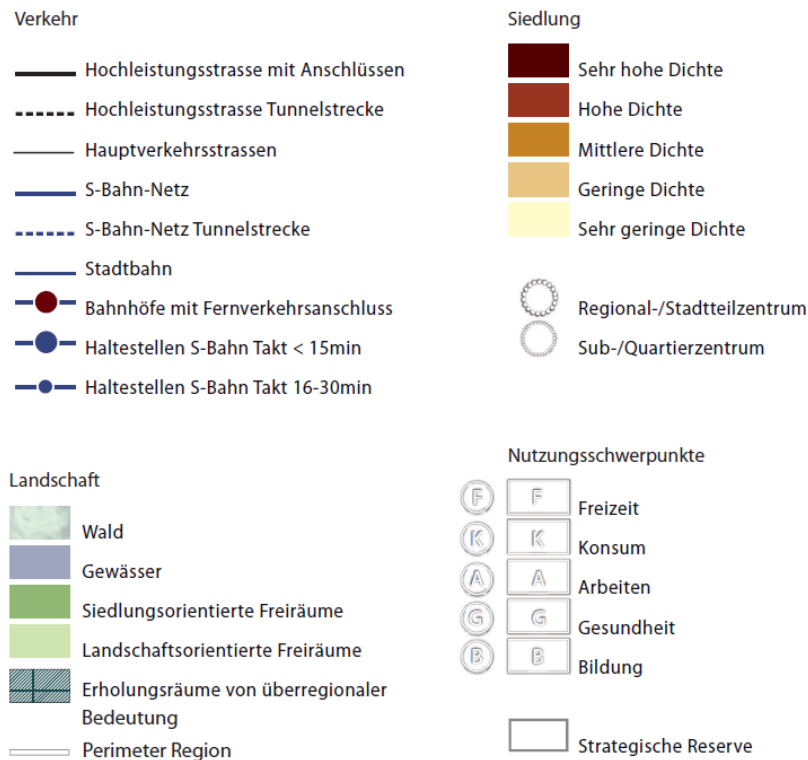 Verkehr
Hochleistungsstrasse mit Anschlüssen
Hochleistungsstrasse Tunnelstrecke
Hauptverkehrsstrassen
S-Bahn-Netz
S-Bahn-Netz Tunnelstrecke
Stadtbahn
Bahnhöfe mit Fernverkehrsanschluss
Haltestellen S-Bahn Takt < 15min
Haltestellen S-Bahn Takt 16-30min
Siedlung
Sehr hohe Dichte
Hohe Dichte
Mittlere Dichte
Geringe Dichte
Sehr geringe Dichte
Regional-/Stadtteilzentrum
Sub-/Quartierzentrum
Landschaft
Wald
Gewässer
Siedlungsorientierte Freiräume
Landschaftsorientierte Freiräume
Erholungsräume von überregionaler
Bedeutung
Perimeter Region
Nutzungsschwerpunkte
F F Freizeit
K K Konsum
A A Arbeiten
G G Gesundheit
B B Bildung
Strategische Reserve